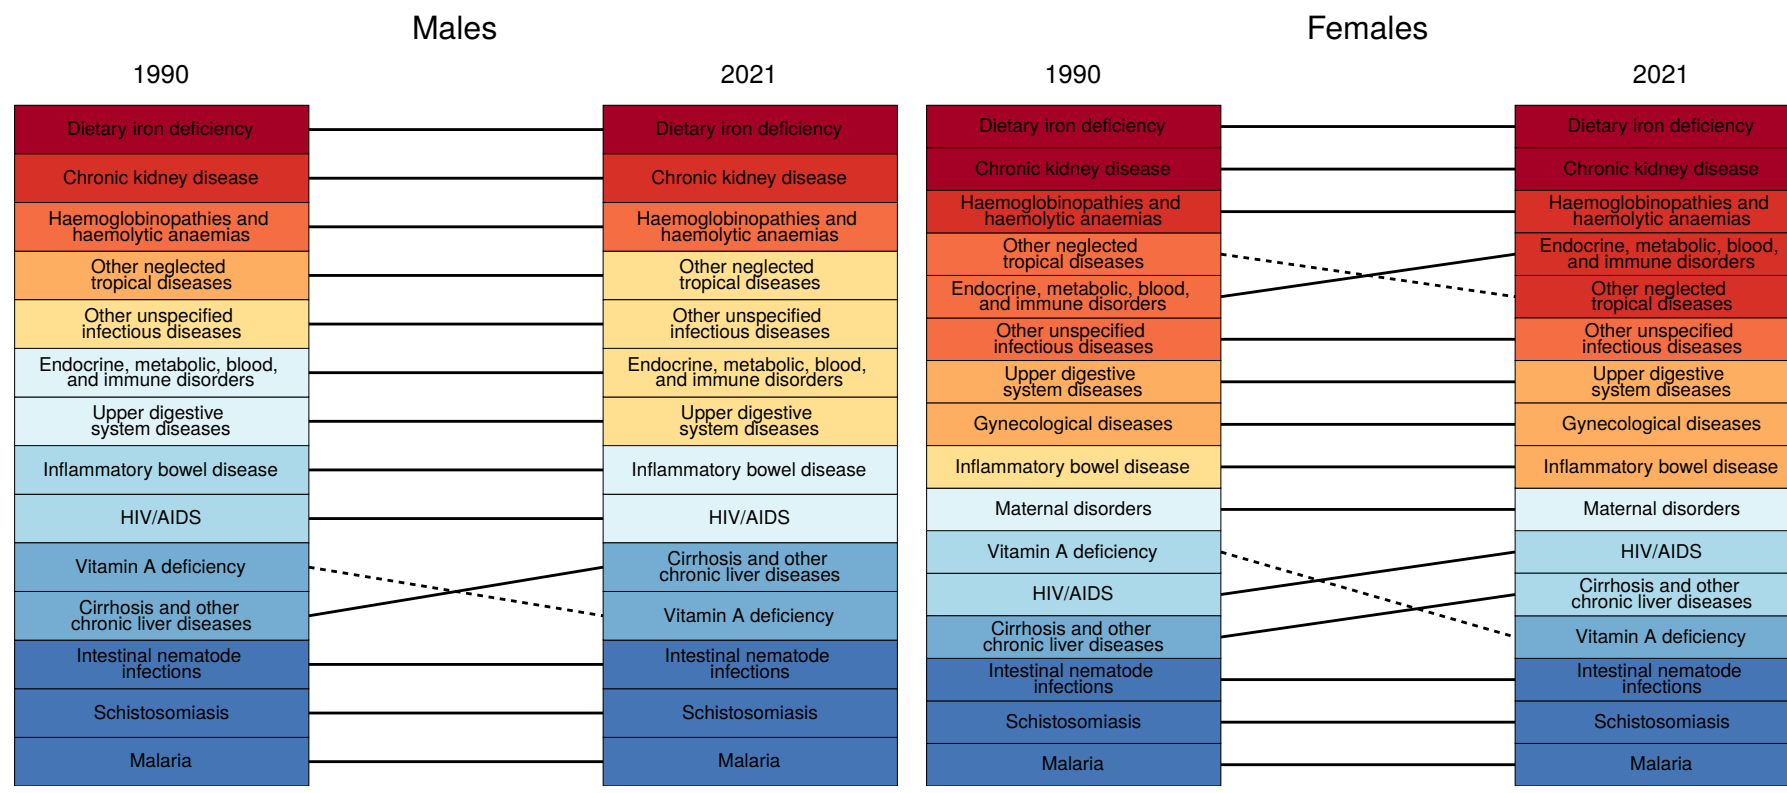 Males
1990
2021
Dietary iron deficiency
Chronic kidney disease
Haemoglobinopathies and
haemolytic anaemias
Other neglected
tropical diseases
Other unspecified
infectious diseases
Endocrine, metabolic, blood,
and immune disorders
Upper digestive
system diseases
Inflammatory bowel disease
HIV/AIDS
Vitamin A deficiency
Cirrhosis and other
chronic liver diseases
Intestinal nematode
infections
Schistosomiasis
Malaria
Dietary iron deficiency
Chronic kidney disease
Haemoglobinopathies and
haemolytic anaemias
Other neglected
tropical diseases
Other unspecified
infectious diseases
Endocrine, metabolic, blood,
and immune disorders
Upper digestive
system diseases
Inflammatory bowel disease
HIV/AIDS
Cirrhosis and other
chronic liver diseases
Vitamin A deficiency
Intestinal nematode
infections
Schistosomiasis
Malaria
Females
1990
2021
Dietary iron deficiency
Chronic kidney disease
Haemoglobinopathies and
haemolytic anaemias
Other neglected
tropical diseases
Endocrine, metabolic, blood,
and immune disorders
Other unspecified
infectious diseases
Upper digestive
system diseases
Gynecological diseases
Inflammatory bowel disease
Maternal disorders
Vitamin A deficiency
HIV/AIDS
Cirrhosis and other
chronic liver diseases
Intestinal nematode
infections
Schistosomiasis
Malaria
Dietary iron deficiency
Chronic kidney disease
Haemoglobinopathies and
haemolytic anaemias
Endocrine, metabolic, blood,
and immune disorders
Other neglected
tropical diseases
Other unspecified
infectious diseases
Upper digestive
system diseases
Gynecological diseases
Inflammatory bowel disease
Maternal disorders
HIV/AIDS
Cirrhosis and other
chronic liver diseases
Vitamin A deficiency
Intestinal nematode
infections
Schistosomiasis
Malaria